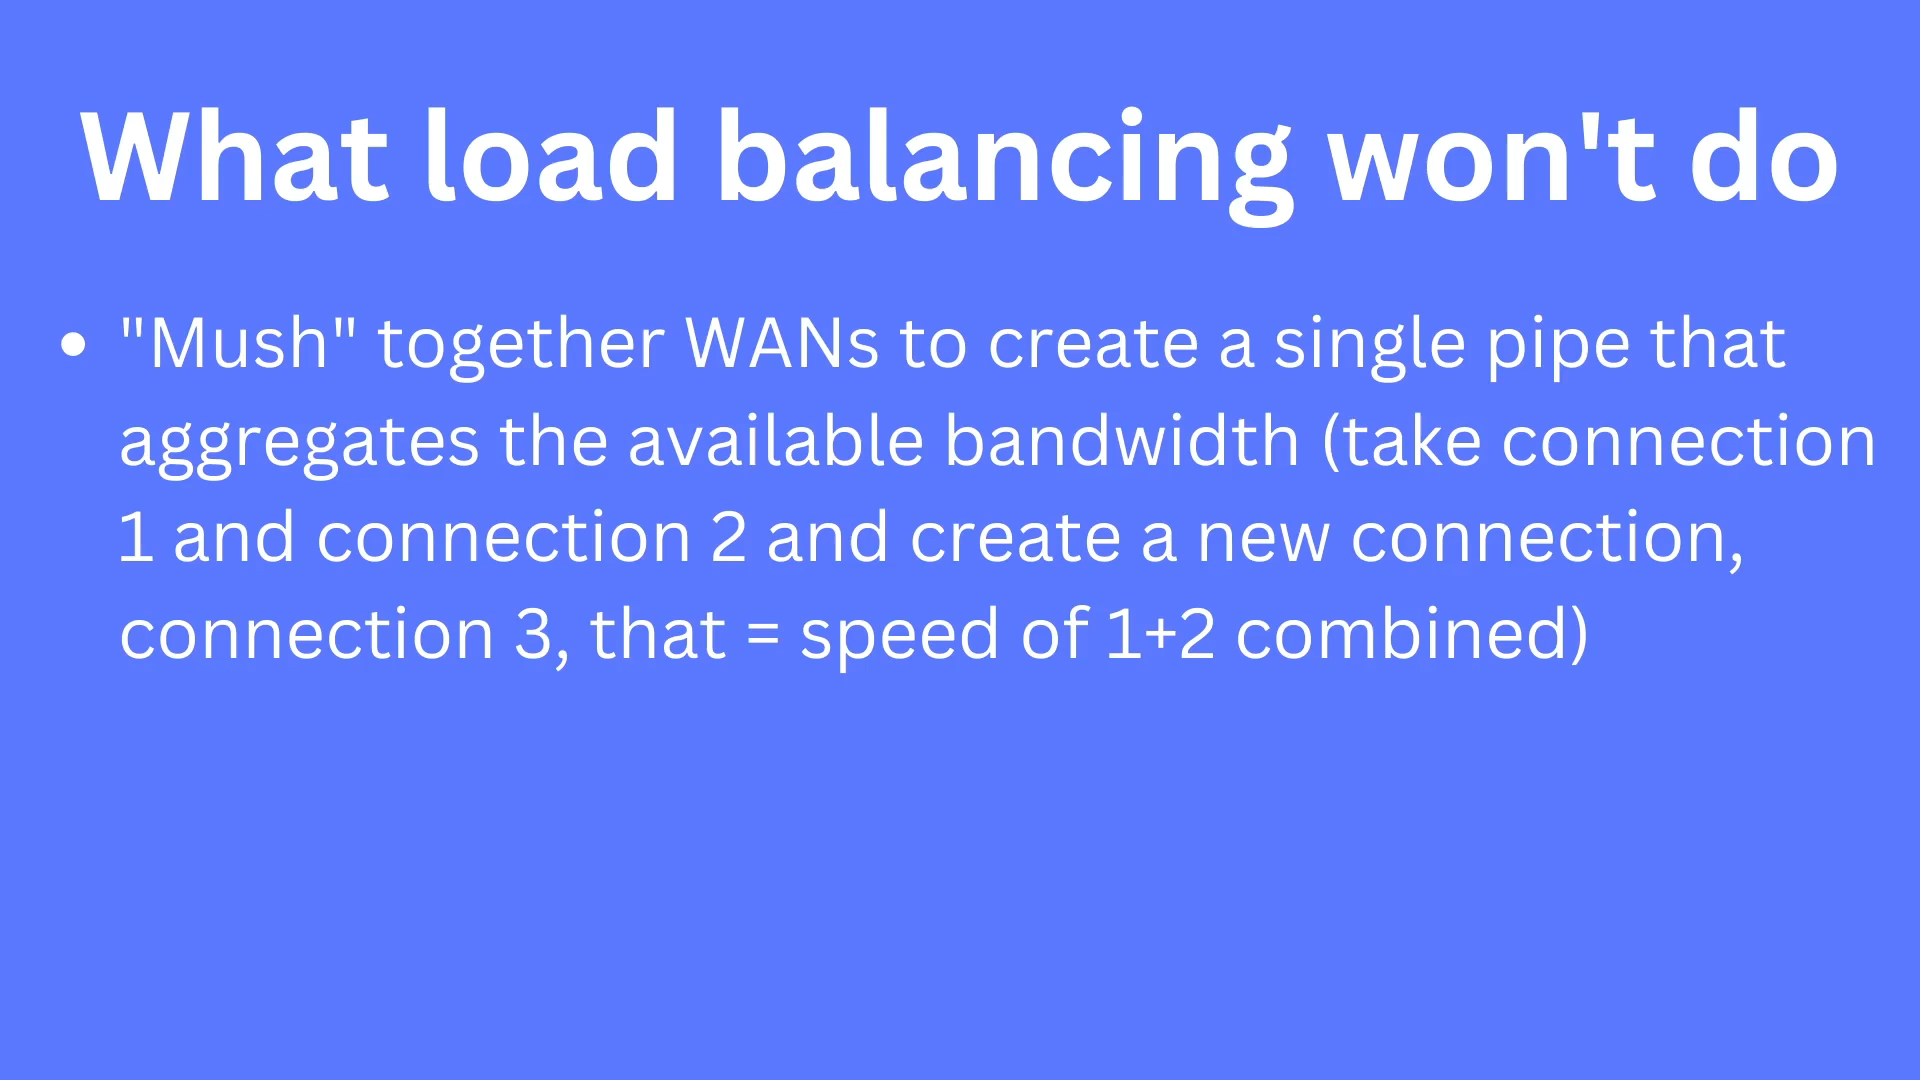 What load balancing won't do
• "Mush" together WANs to create a single pipe that
aggregates the available bandwidth (take connection
1 and connection 2 and create a new connection,
connection 3, that = speed of 1+2 combined)